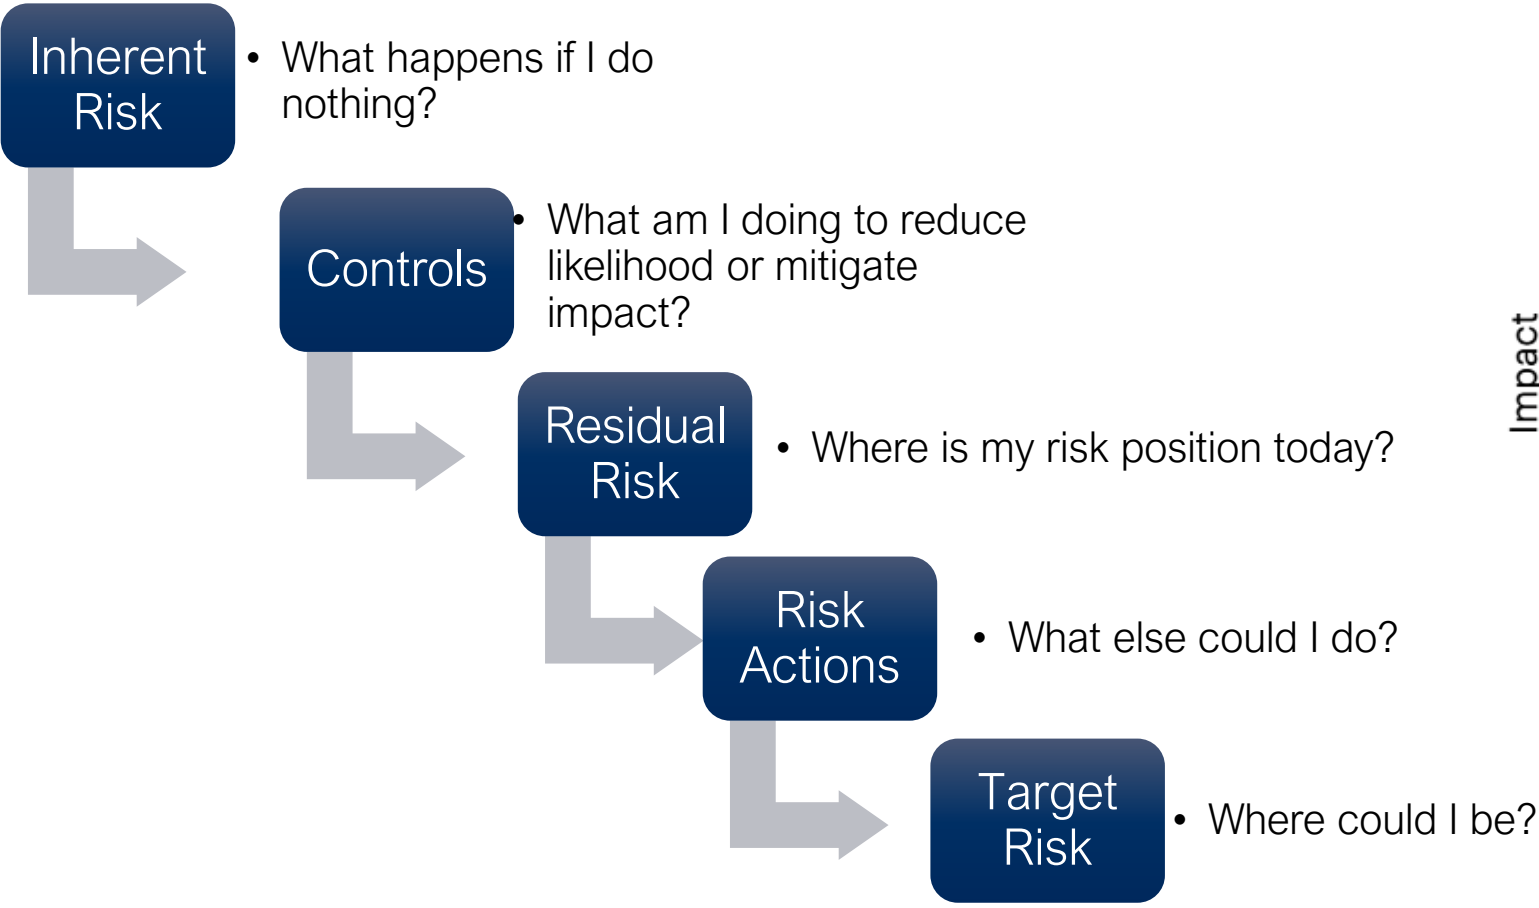 Inherent
Risk
• What happens if I do
nothing?
Controls
• What am I doing to reduce
likelihood or mitigate
impact?
Residual
Risk
• Where is my risk position today?
Impact
Risk
Actions
• What else could I do?
Target
Risk
• Where could I be?